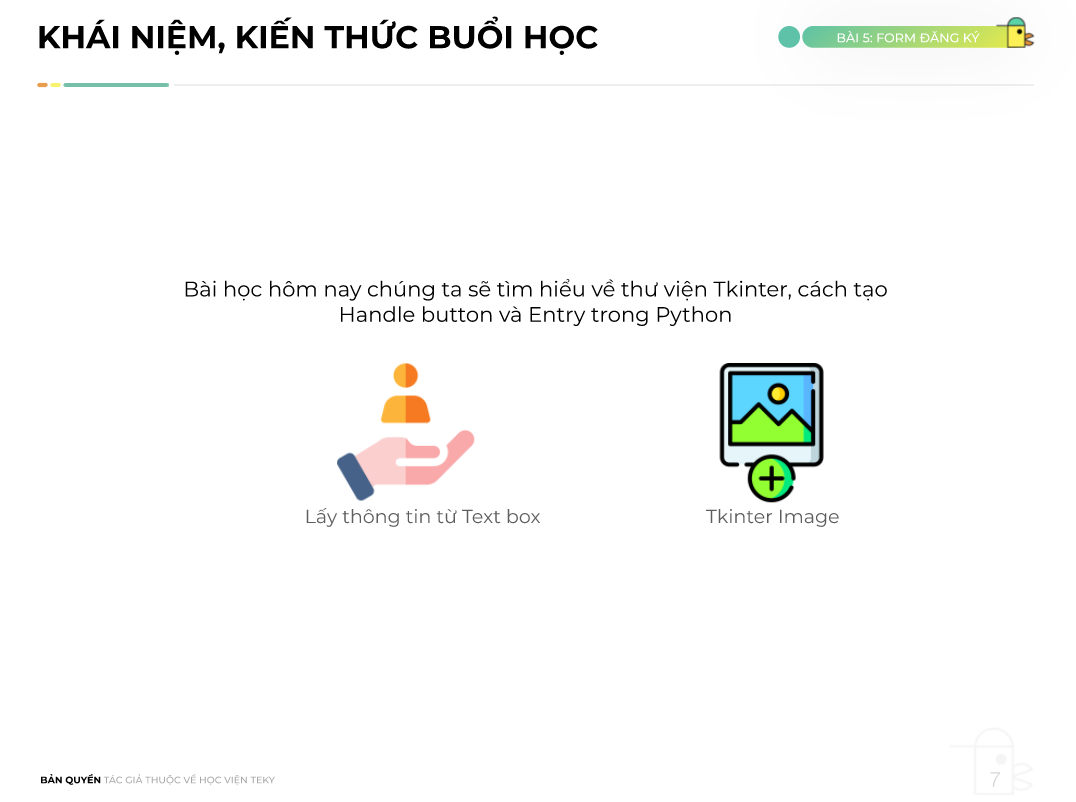 KHÁI NIỆM, KIẾN THỨC BUỔI HỌC
BÀI 5: FORM ĐĂNG KÝ
Bài học hôm nay chúng ta sẽ tìm hiểu về thư viện Tkinter, cách tạo
Handle button và Entry trong Python
Lấy thông tin từ Text box
Tkinter Image
BẢN QUYỀN TÁC GIẢ THUỘC VỀ HỌC VIỆN TEKY
7